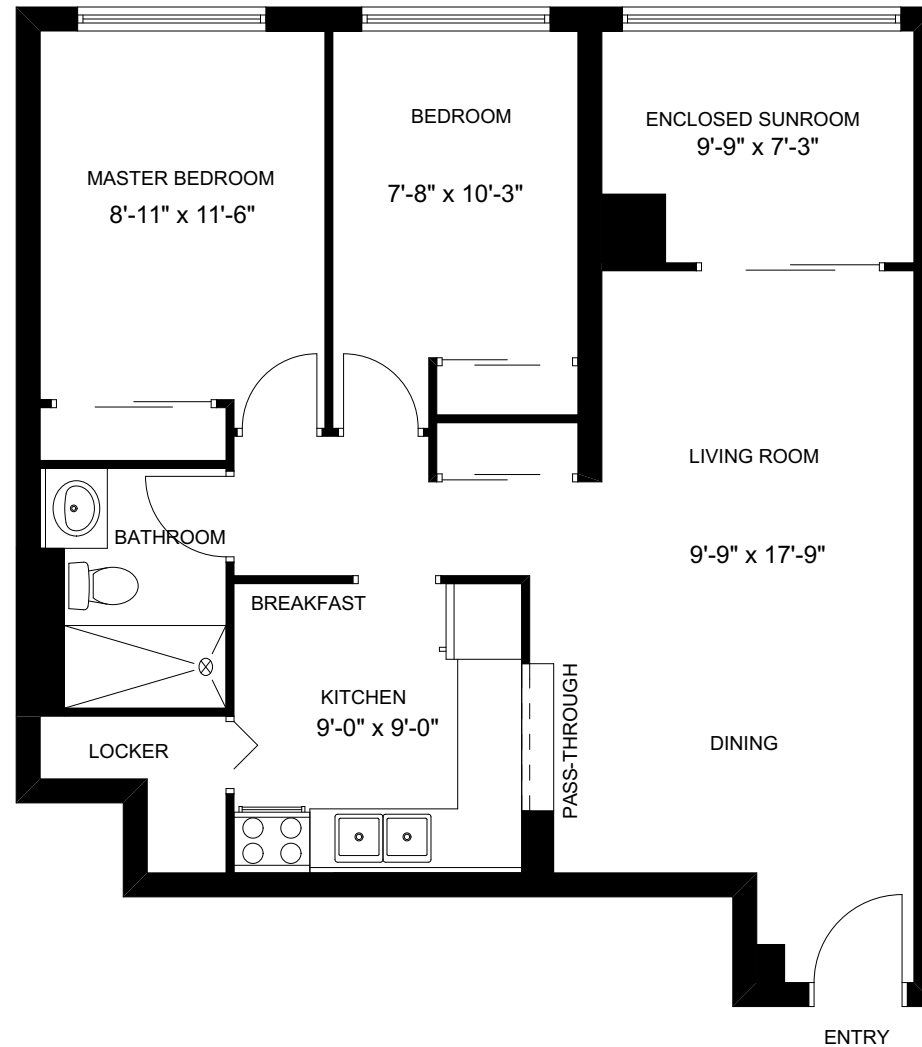 BEDROOM
7'-8" x 10'-3"
ENCLOSED SUNROOM
9'-9" x 7'-3"
MASTER BEDROOM
8'-11" x 11'-6"
LIVING ROOM
9'-9" x 17'-9"
BATHROOM
BREAKFAST
KITCHEN
9'-0" x 9'-0"
PASS-THROUGH
LOCKER
DINING
ENTRY